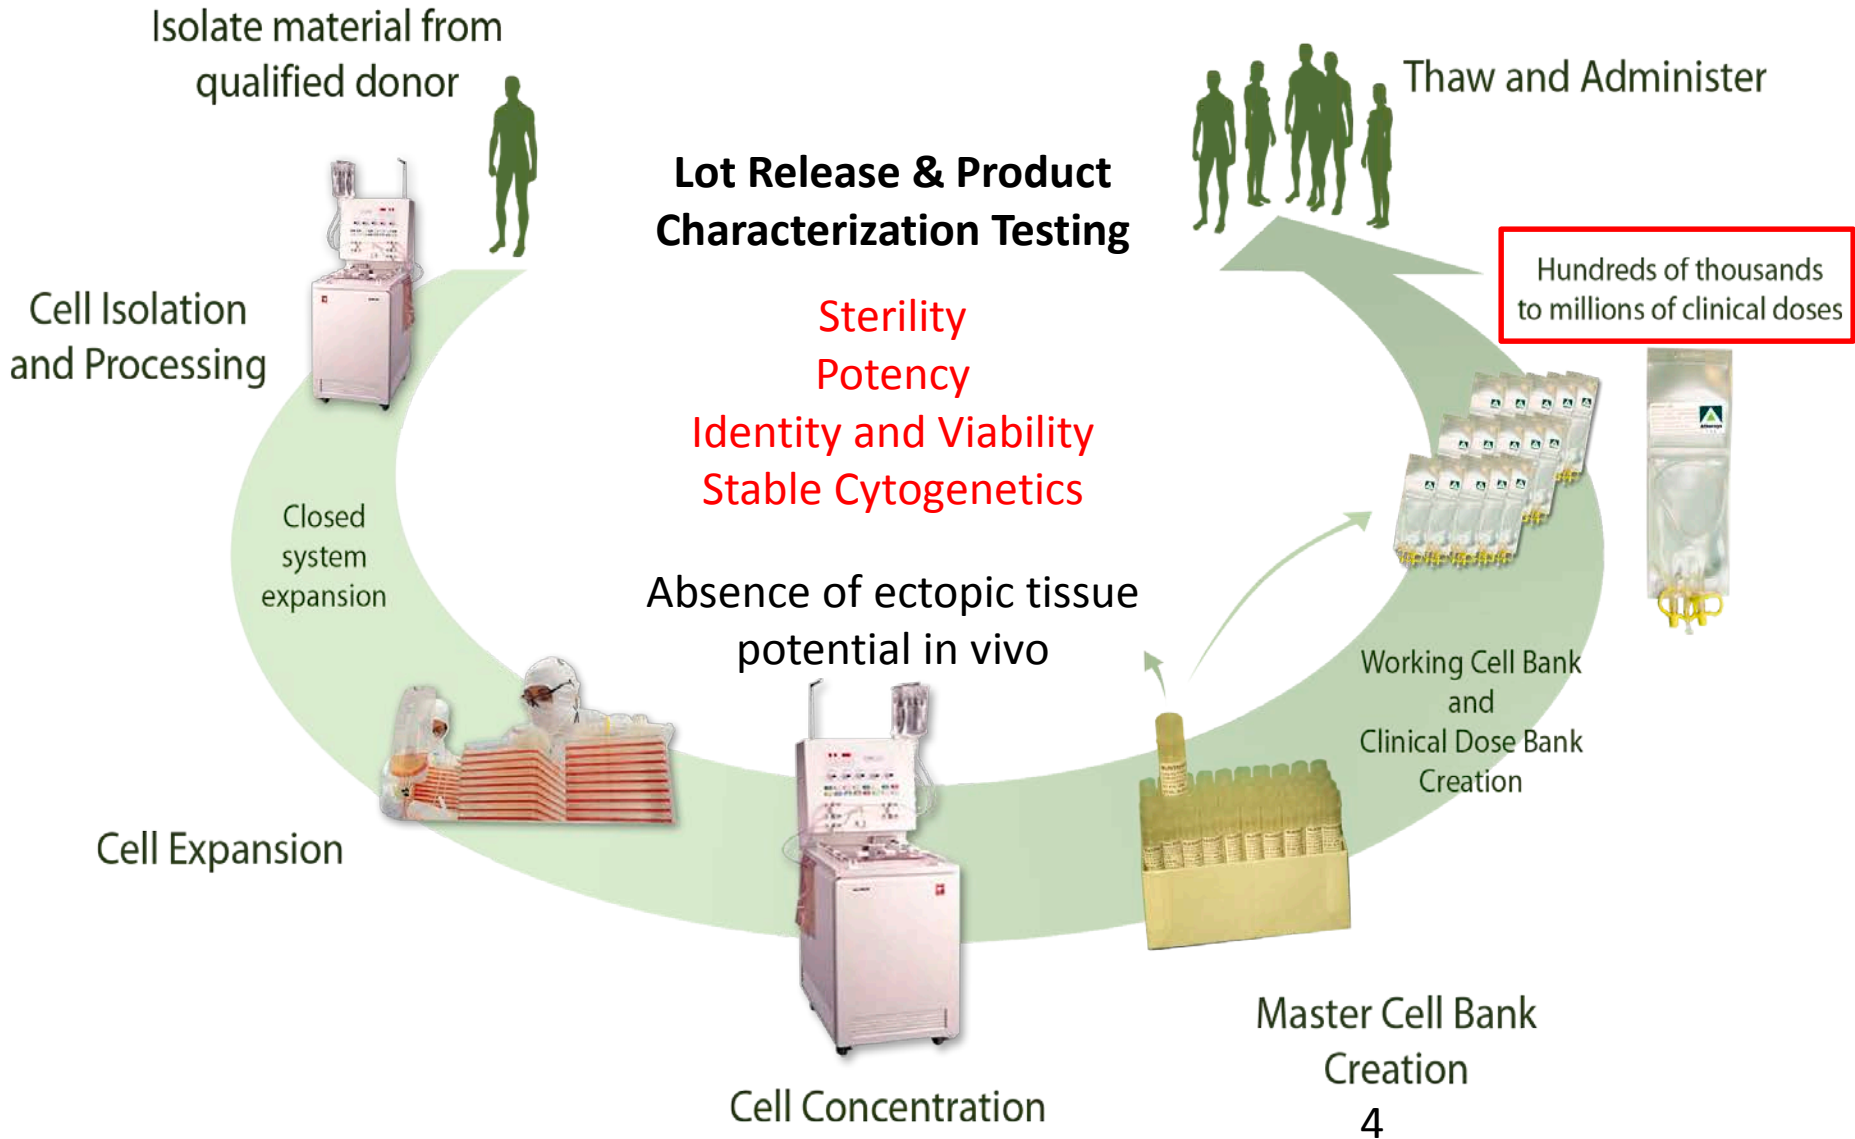 Isolate material from
qualified donor
Thaw and Administer
Lot Release & Product
Characterization Testing
Hundreds of thousands
to millions of clinical doses
Cell Isolation
and Processing
Sterility
Potency
Identity and Viability
Stable Cytogenetics
Closed
system
expansion
Absence of ectopic tissue
potential in vivo
Working Cell Bank
and
Clinical Dose Bank
Creation
Athersys
Cell Expansion
Master Cell Bank
Creation
Cell Concentration
4